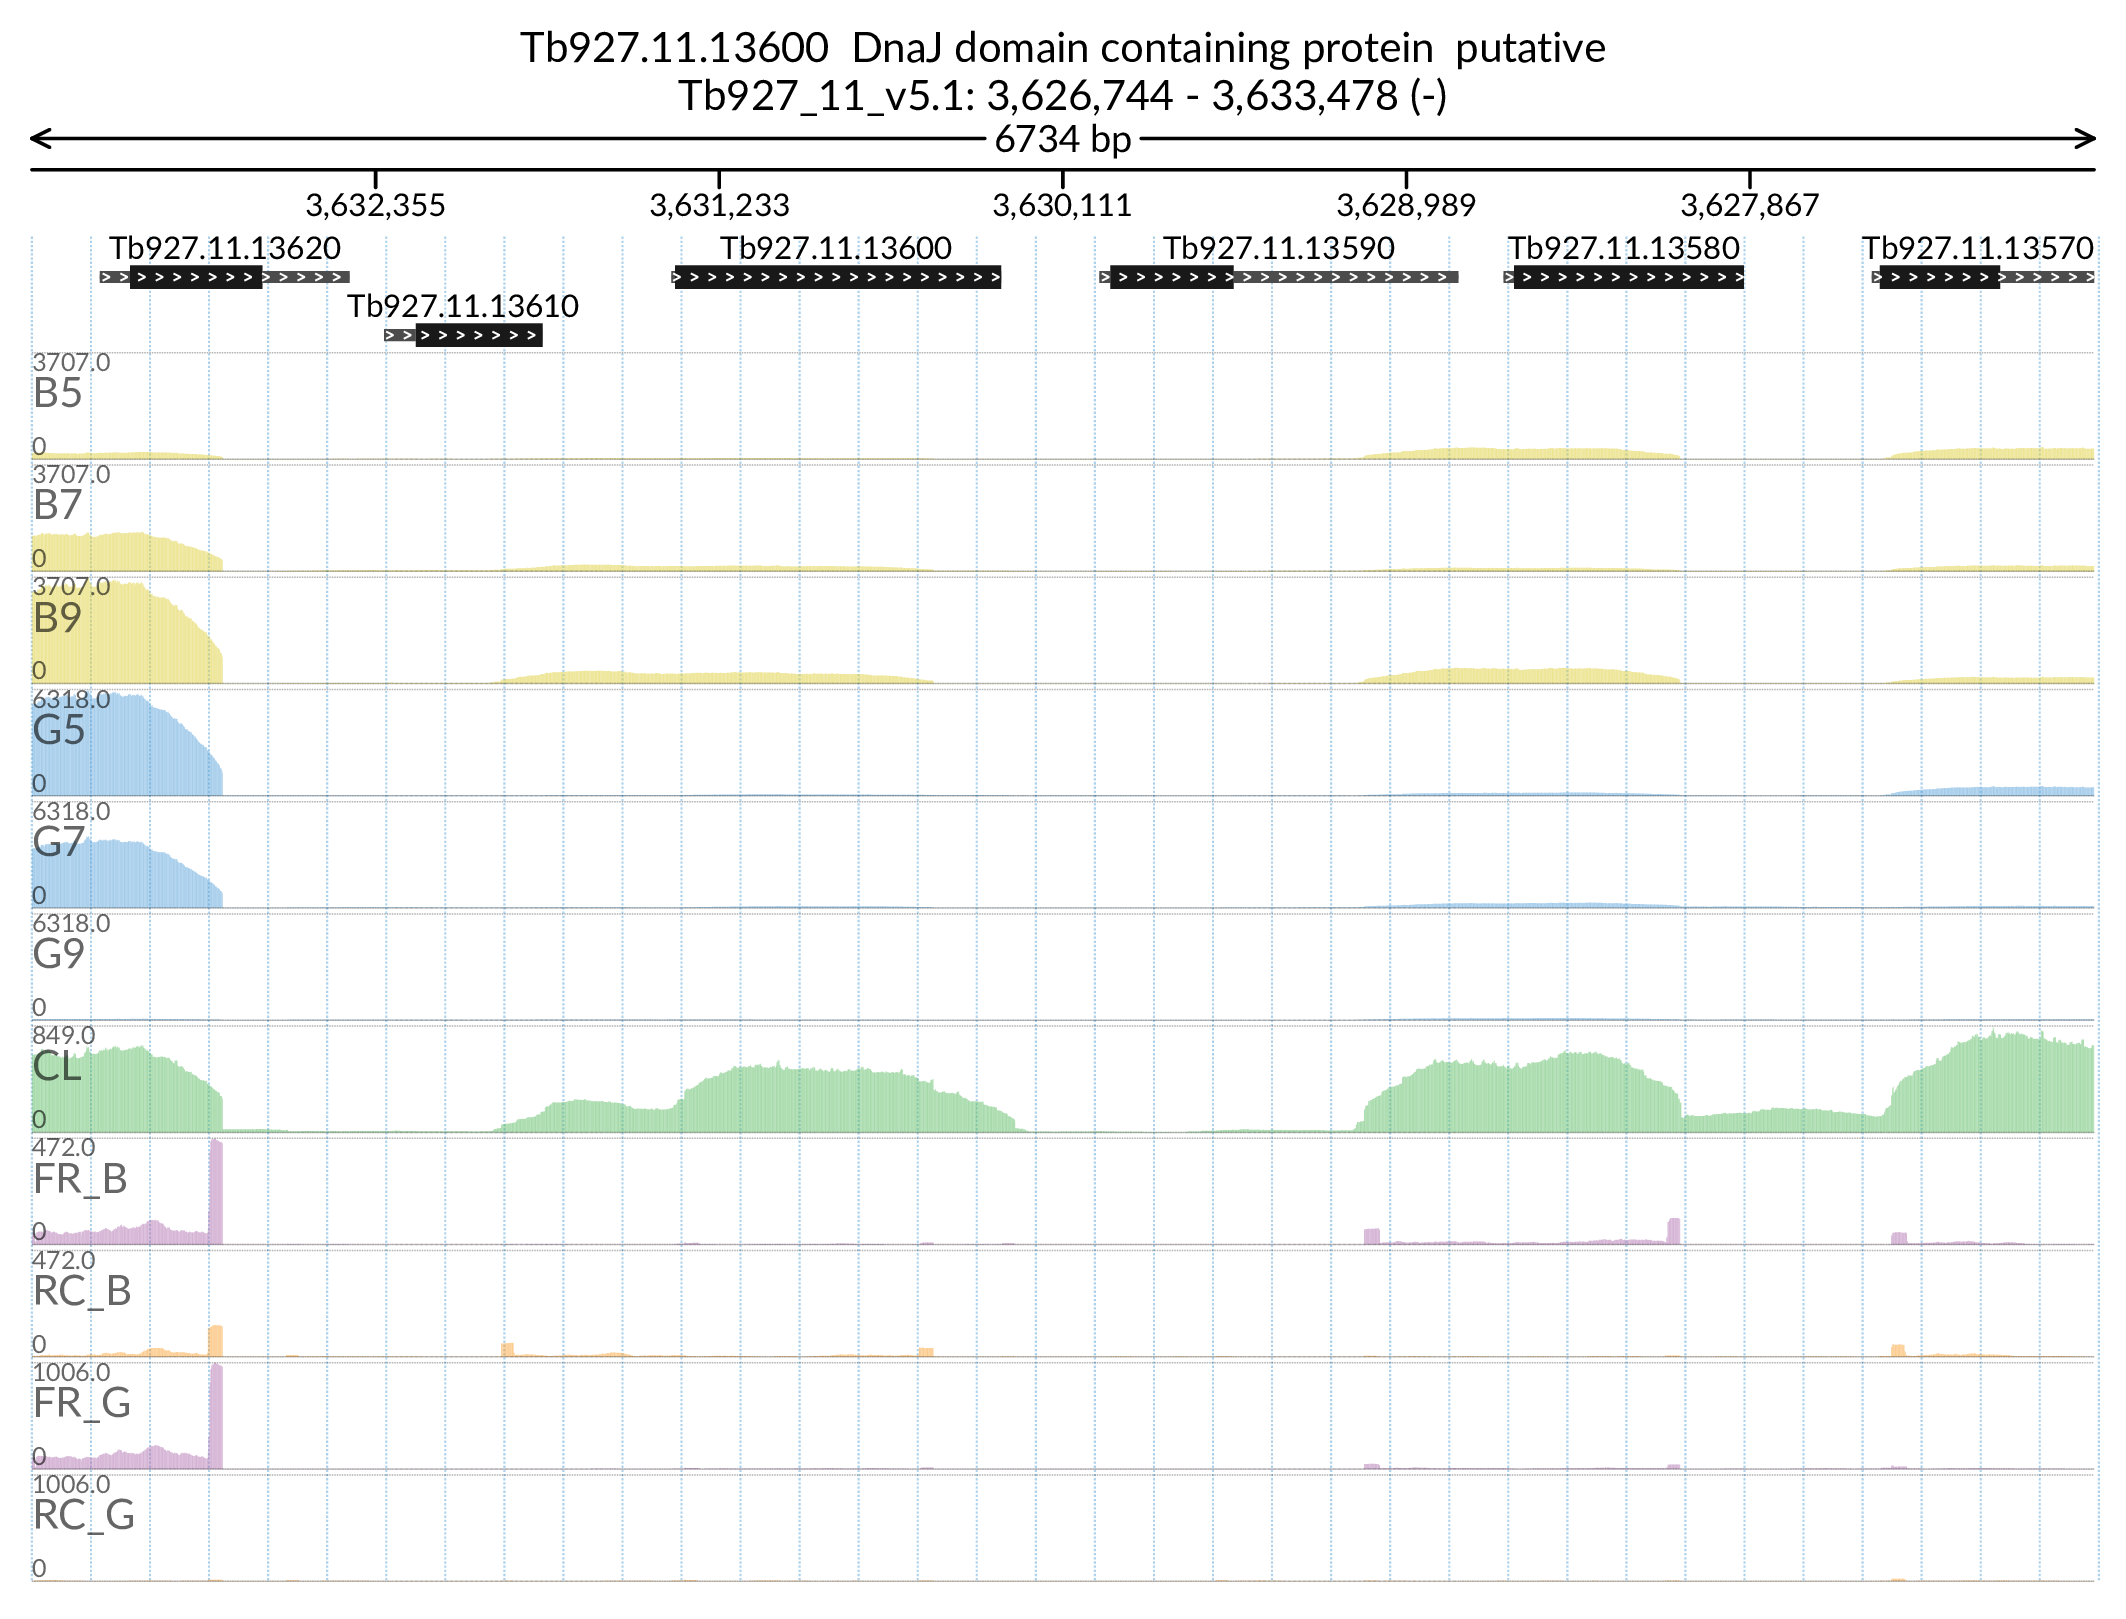 Tb927.11.13600  DnaJ domain containing protein  putative
Tb927_11_v5.1: 3,626,744 - 3,633,478 (-)
6734 bp
3,632,355 3,631,233 3,630,111 3,628,989 3,627,867
Tb927.11.13620 Tb927.11.13600 Tb927.11.13590 Tb927.11.13580 Tb927.11.13570
Tb927.11.13610
3707.0
B5
0
3707.0
B7
0
3707.0
B9
0
6318.0
G5
0
6318.0
G7
0
6318.0
G9
0
849.0
CL
0
472.0
FR_B
0
472.0
RC_B
0
1006.0
FR_G
0
1006.0
RC_G
0